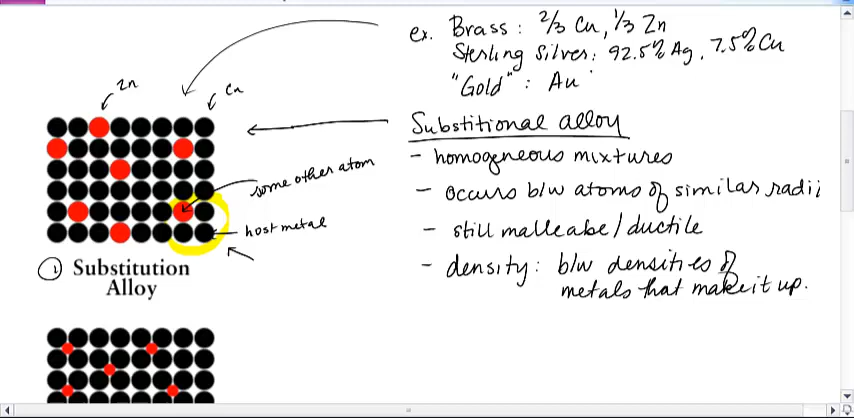 ex. Brass : 2/3 Cu, 1/3 Zn
Sterling Silver: 92.5% Ag, 7.5% Cu
"Gold" : Au
Zn
Cu
Substitional alloy
- homogeneous mixtures
- occurs b/w atoms of similar radii
- still malleabe/ductile
- density: b/w densities of
metals that make it up.
some other atom
host metal
1 Substitution
Alloy